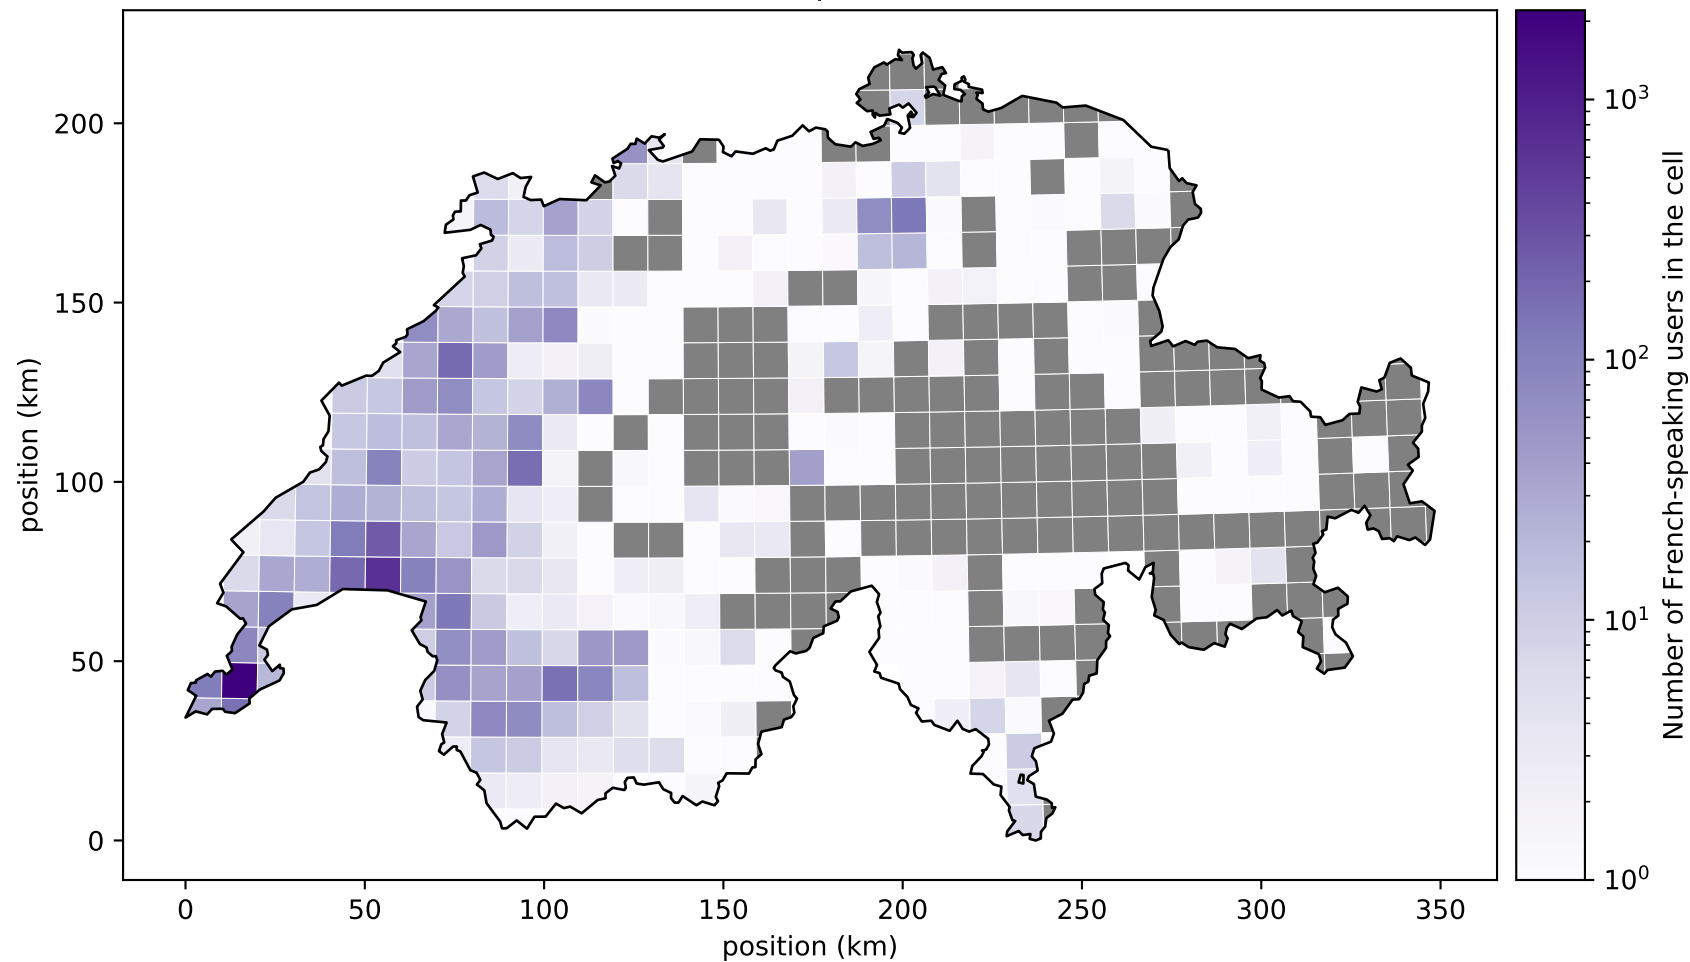 200
150
100
50
0
position (km)
0 50 100 150 200 250 300 350
position (km)
10³
10²
10¹
10⁰
Number of French-speaking users in the cell